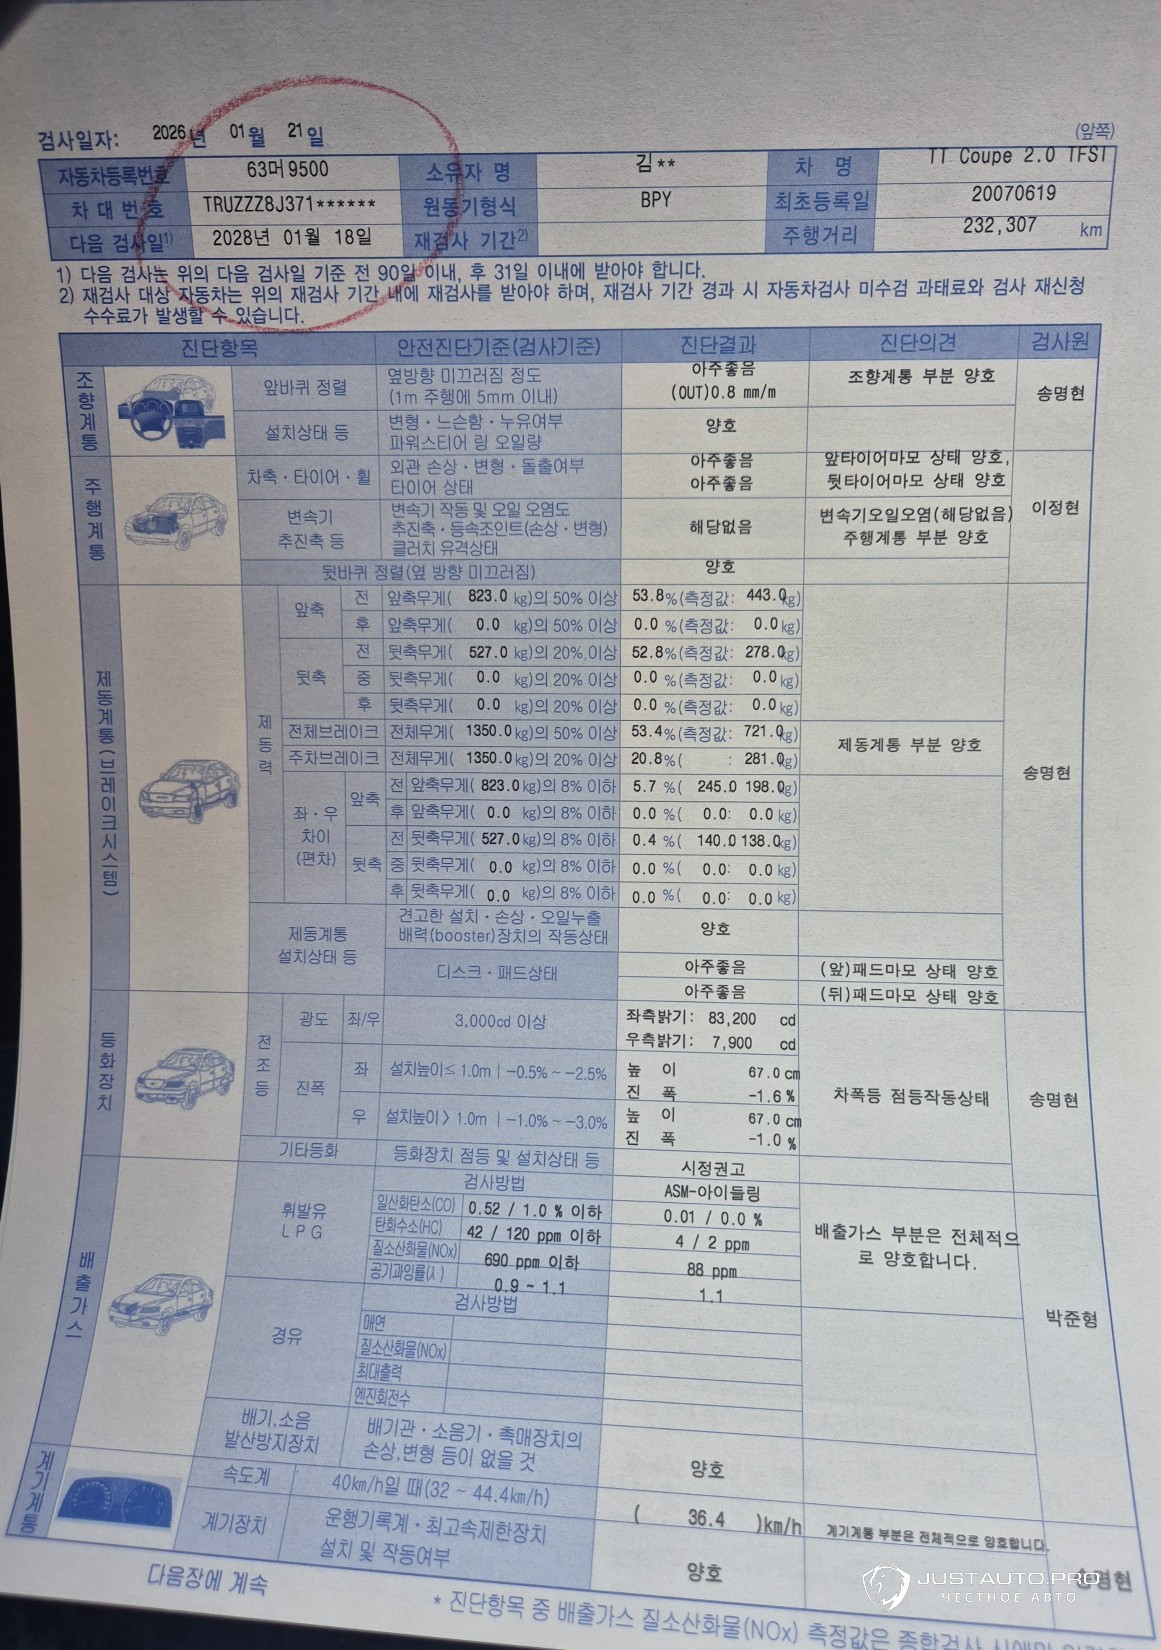 검사일자: 2026년 01월 21일 (앞쪽)
자동차등록번호 63머9500 소유자 명 김** 차 명 TT Coupe 2.0 TFSI
차 대 번 호 TRUZZZ8J371****** 원동기형식 BPY 최초등록일 20070619
다음 검사일1) 2028년 01월 18일 재검사 기간2) 주행거리 232,307 km
1) 다음 검사는 위의 다음 검사일 기준 전 90일 이내, 후 31일 이내에 받아야 합니다.
2) 재검사 대상 자동차는 위의 재검사 기간 내에 재검사를 받아야 하며, 재검사 기간 경과 시 자동차검사 미수검 과태료와 검사 재신청
수수료가 발생할 수 있습니다.
진단항목 안전진단기준(검사기준) 진단결과 진단의견 검사원
조향계통 앞바퀴 정렬 옆방향 미끄러짐 정도 아주좋음 조향계통 부분 양호 송명현
(1m 주행에 5mm 이내) (OUT)0.8 mm/m
설치상태 등 변형·느슨함·누유여부 양호
파워스티어 링 오일량
주행계통 차축·타이어·휠 외관 손상·변형·돌출여부 아주좋음 앞타이어마모 상태 양호, 이정현
타이어 상태 아주좋음 뒷타이어마모 상태 양호
변속기 변속기 작동 및 오일 오염도 변속기오일오염(해당없음)
추진축 등 추진축·등속조인트(손상·변형) 해당없음 주행계통 부분 양호
클러치 유격상태
뒷바퀴 정렬(옆 방향 미끄러짐) 양호
제동계통(브레이크시스템) 제동력 앞축 전 앞축무게( 823.0 kg)의 50% 이상 53.8%(측정값: 443.0kg) 송명현
후 앞축무게( 0.0 kg)의 50% 이상 0.0 %(측정값: 0.0kg)
뒷축 전 뒷축무게( 527.0 kg)의 20% 이상 52.8%(측정값: 278.0kg)
중 뒷축무게( 0.0 kg)의 20% 이상 0.0 %(측정값: 0.0kg)
후 뒷축무게( 0.0 kg)의 20% 이상 0.0 %(측정값: 0.0kg)
전체브레이크 전체무게( 1350.0kg)의 50% 이상 53.4%(측정값: 721.0kg) 제동계통 부분 양호
주차브레이크 전체무게( 1350.0kg)의 20% 이상 20.8%( : 281.0kg)
좌·우 차이 (편차) 앞축 전 앞축무게( 823.0kg)의 8% 이하 5.7 %( 245.0 198.0kg)
후 앞축무게( 0.0 kg)의 8% 이하 0.0 %( 0.0: 0.0kg)
뒷축 전 뒷축무게( 527.0kg)의 8% 이하 0.4 %( 140.0 138.0kg)
중 뒷축무게( 0.0 kg)의 8% 이하 0.0 %( 0.0: 0.0kg)
후 뒷축무게( 0.0 kg)의 8% 이하 0.0 %( 0.0: 0.0kg)
제동계통 견고한 설치·손상·오일누출 양호
설치상태 등 배력(booster)장치의 작동상태
디스크·패드상태 아주좋음 (앞)패드마모 상태 양호
아주좋음 (뒤)패드마모 상태 양호
등화장치 전조등 광도 좌/우 3,000cd 이상 좌측밝기: 83,200 cd
우측밝기: 7,900 cd
진폭 좌 설치높이≤ 1.0m | -0.5% ~ -2.5% 높 이 67.0cm 차폭등 점등작동상태 송명현
진 폭 -1.6 %
우 설치높이 > 1.0m | -1.0% ~ -3.0% 높 이 67.0cm
진 폭 -1.0 %
기타등화 등화장치 점등 및 설치상태 등 시정권고
배출가스 휘발유 LPG 검사방법 ASM-아이들링
일산화탄소(CO) 0.52 / 1.0 % 이하 0.01 / 0.0 % 배출가스 부분은 전체적으
탄화수소(HC) 42 / 120 ppm 이하 4 / 2 ppm 로 양호합니다.
질소산화물(NOx) 690 ppm 이하 88 ppm
공기과잉률(λ) 0.9 ~ 1.1 1.1
경유 검사방법 박준형
매연
질소산화물(NOx)
최대출력
엔진회전수
배기.소음 배기관·소음기·촉매장치의
발산방지장치 손상,변형 등이 없을 것 양호
계기계통 속도계 40km/h일 때(32 ~ 44.4km/h) ( 36.4 )km/h 계기계통 부분은 전체적으로 양호합니다.
계기장치 운행기록계·최고속제한장치
설치 및 작동여부 양호 송명현
다음장에 계속
JUSTAUTO.PRO
ЧЕСТНОЕ АВТО
* 진단항목 중 배출가스 질소산화물(NOx) 측정값은 종합검사